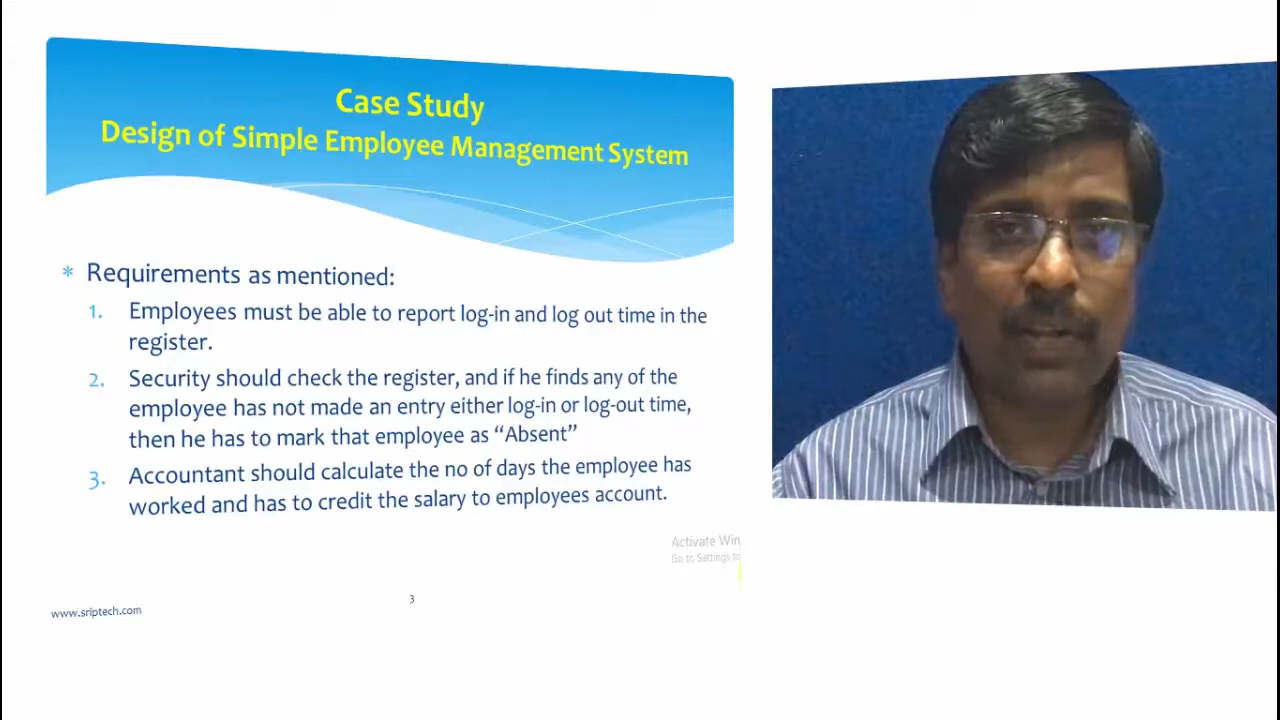 Case Study
Design of Simple Employee Management System
* Requirements as mentioned:
1. Employees must be able to report log-in and log out time in the
register.
2. Security should check the register, and if he finds any of the
employee has not made an entry either log-in or log-out time,
then he has to mark that employee as “Absent”
3. Accountant should calculate the no of days the employee has
worked and has to credit the salary to employees account.
Activate Win
Go to Settings to
www.sriptech.com
3